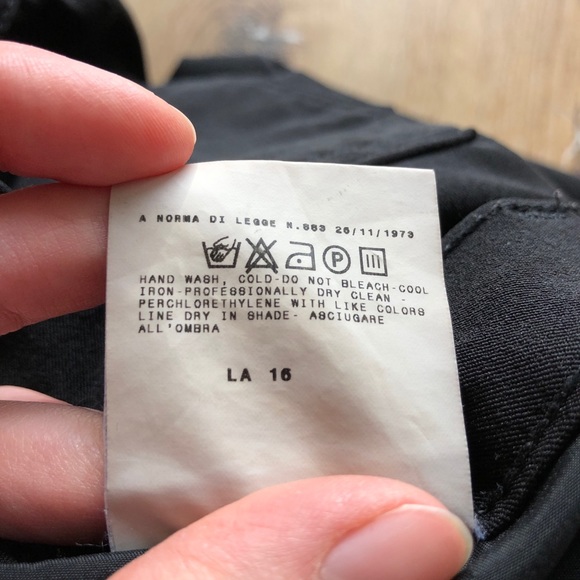 A NORMA DI LEGGE N.883 26/11/1973
P
HAND WASH, COLD-DO NOT BLEACH-COOL
IRON-PROFESSIONALLY DRY CLEAN -
PERCHLORETHYLENE WITH LIKE COLORS
LINE DRY IN SHADE- ASCIUGARE
ALL'OMBRA
LA 16